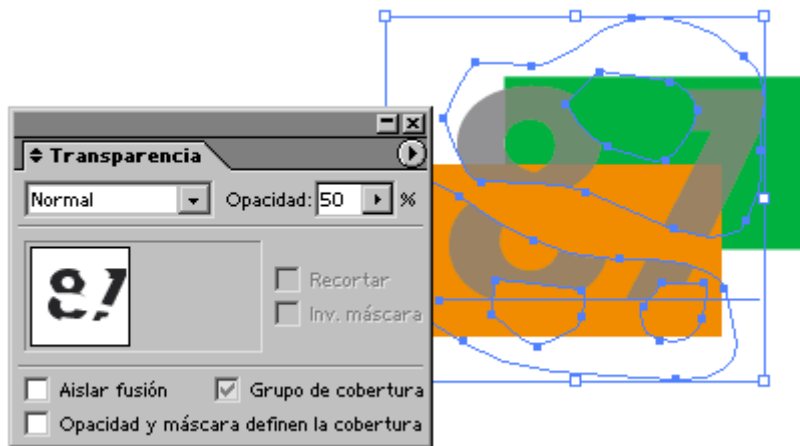 Transparencia
Normal Opacidad: 50 %
87
87
Recortar
Inv. máscara
Aislar fusión Grupo de cobertura
Opacidad y máscara definen la cobertura